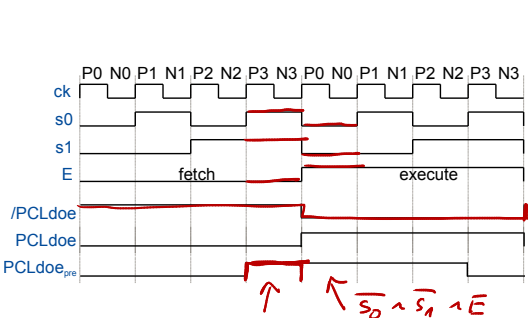 P0 N0 P1 N1 P2 N2 P3 N3 P0 N0 P1 N1 P2 N2 P3 N3
ck
s0
s1
E fetch execute
/PCLdoe
PCLdoe
PCLdoe_pre
s̅₀ ∧ s̅₁ ∧ E̅